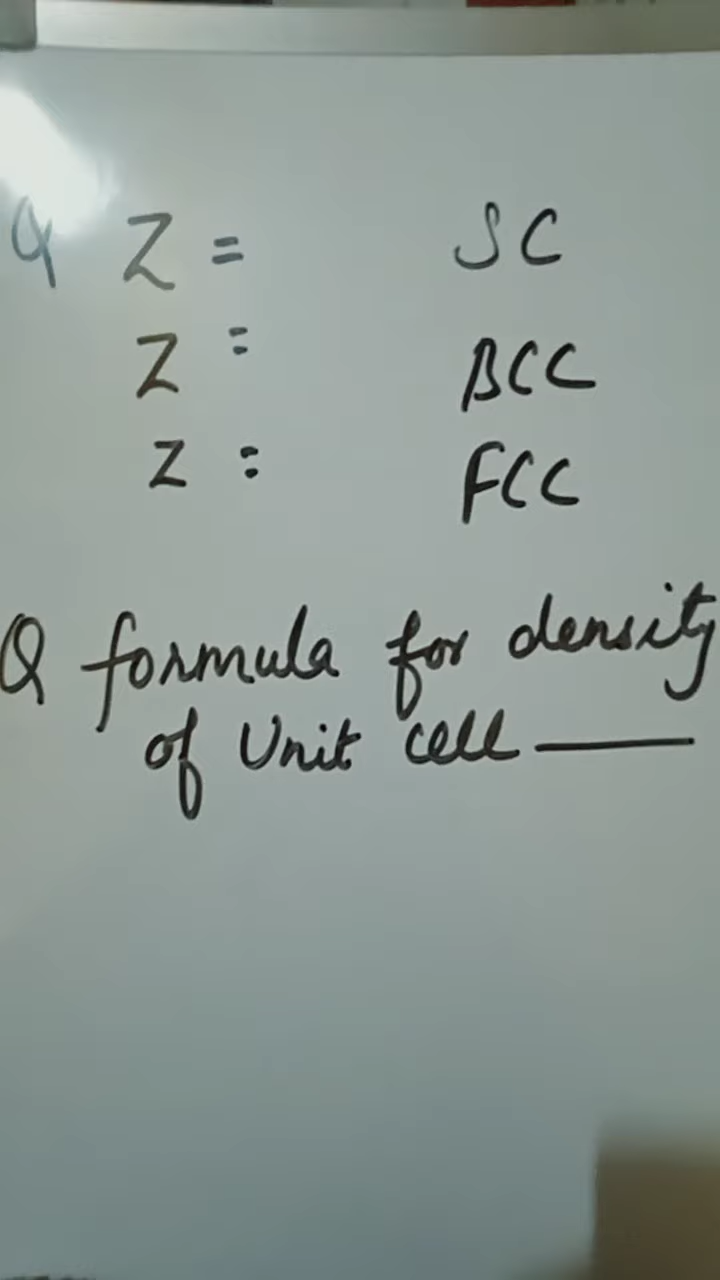 Q Z = SC
Z = BCC
Z = FCC
Q formula for density
of Unit cell ____